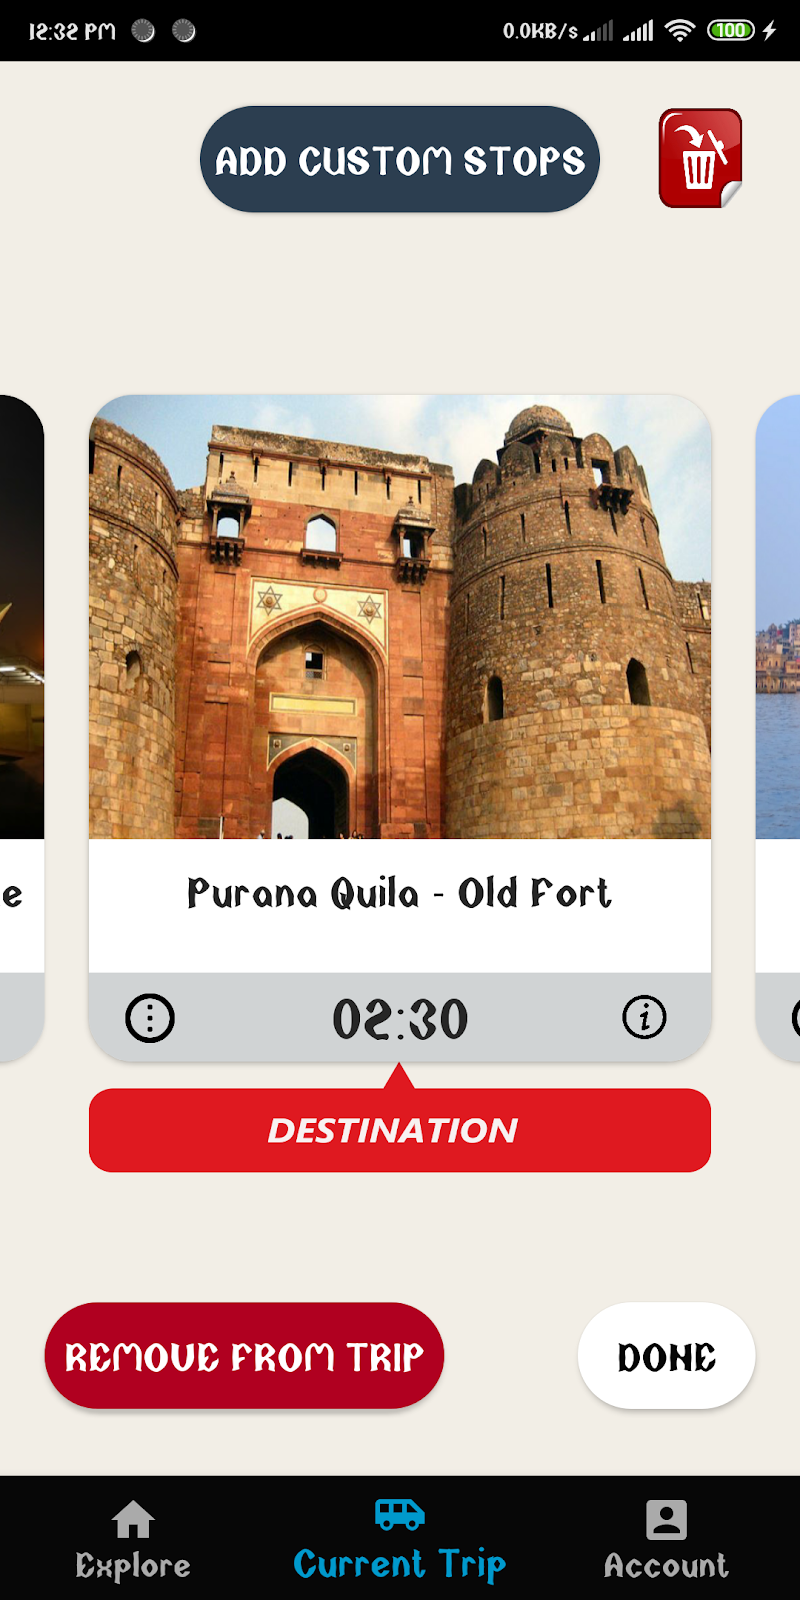 12:32 PM
0.0KB/s
100
ADD CUSTOM STOPS
e
Purana Quila - Old Fort
02:30
i
DESTINATION
REMOVE FROM TRIP
DONE
Explore
Current Trip
Account